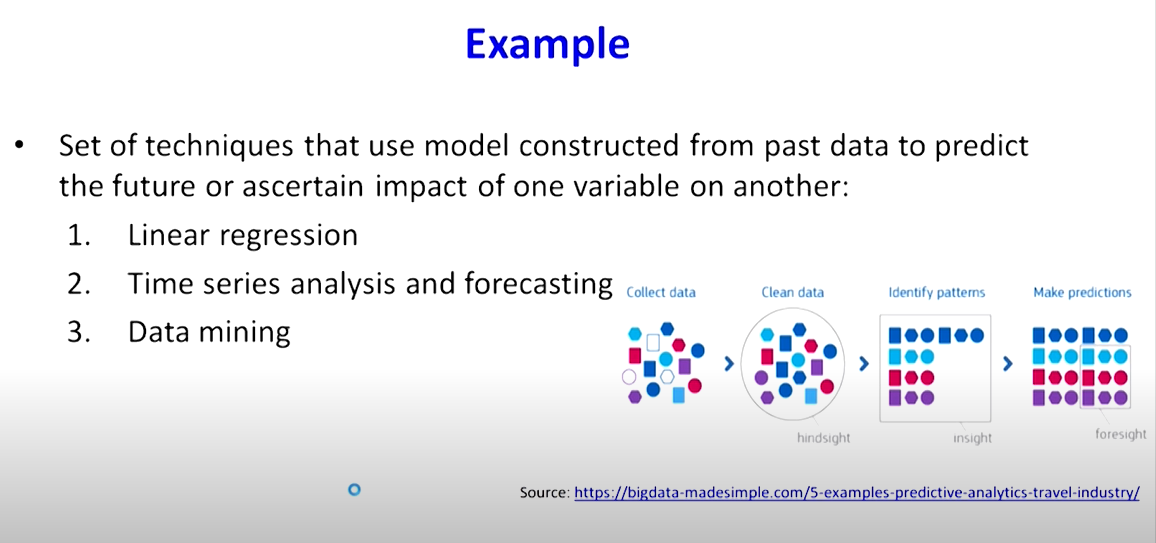 Example
• Set of techniques that use model constructed from past data to predict
the future or ascertain impact of one variable on another:
1. Linear regression
2. Time series analysis and forecasting
3. Data mining
Collect data
Clean data
Identify patterns
Make predictions
hindsight
insight
foresight
Source: https://bigdata-madesimple.com/5-examples-predictive-analytics-travel-industry/